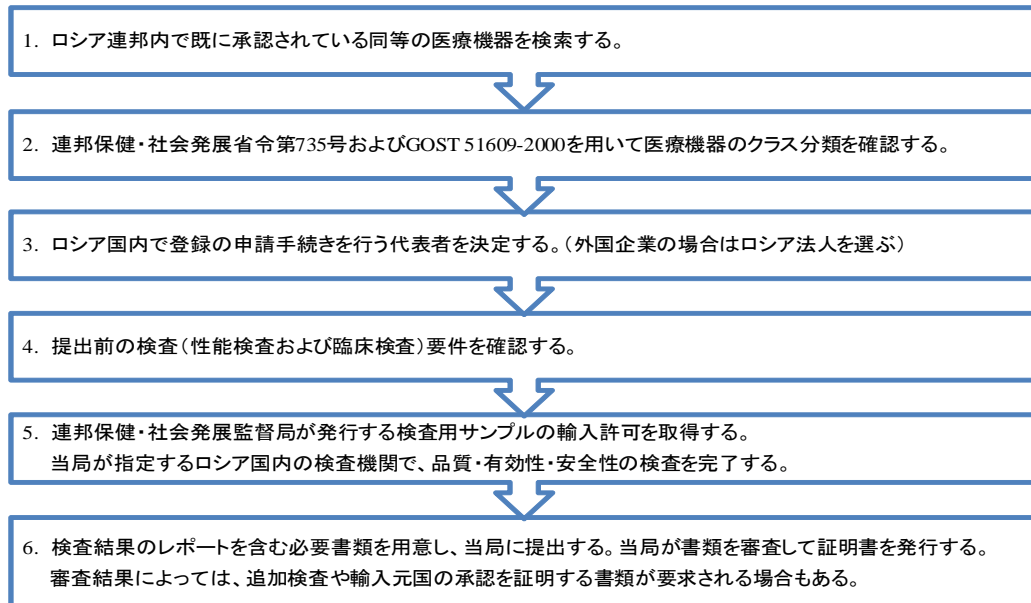 1. ロシア連邦内で既に承認されている同等の医療機器を検索する。
2. 連邦保健・社会発展省令第735号およびGOST 51609-2000を用いて医療機器のクラス分類を確認する。
3. ロシア国内で登録の申請手続きを行う代表者を決定する。（外国企業の場合はロシア法人を選ぶ）
4. 提出前の検査（性能検査および臨床検査）要件を確認する。
5. 連邦保健・社会発展監督局が発行する検査用サンプルの輸入許可を取得する。
当局が指定するロシア国内の検査機関で、品質・有効性・安全性の検査を完了する。
6. 検査結果のレポートを含む必要書類を用意し、当局に提出する。当局が書類を審査して証明書を発行する。
審査結果によっては、追加検査や輸入元国の承認を証明する書類が要求される場合もある。